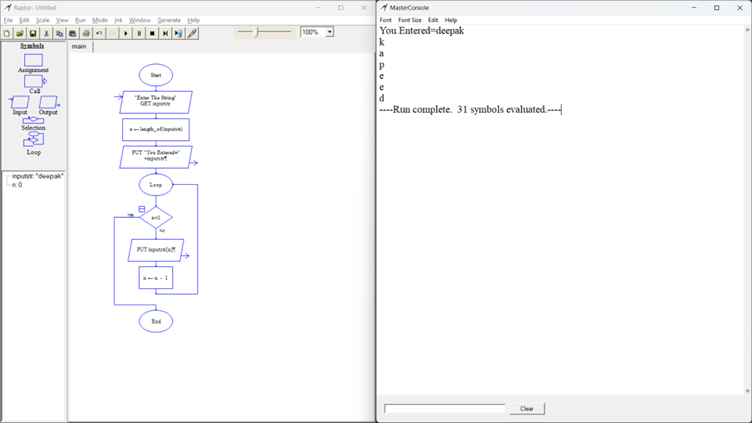 Raptor- Untitled
File Edit Scale View Run Mode Ink Window Generate Help
100%
Symbols
Assignment
Call
Input Output
Selection
Loop
inputstr: "deepak"
n: 0
main
Start
"Enter The String"
GET inputstr
n ← length_of(inputstr)
PUT "You Entered="
+inputstr¶
Loop
n<1
Yes
No
PUT inputstr[n]¶
n ← n - 1
End
MasterConsole
Font Font Size Edit Help
You Entered=deepak
k
a
p
e
e
d
----Run complete. 31 symbols evaluated.----
Clear